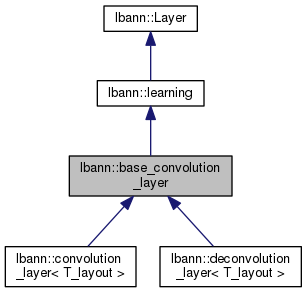 lbann::Layer
lbann::learning
lbann::base_convolution
_layer
lbann::convolution
_layer< T_layout >
lbann::deconvolution
_layer< T_layout >